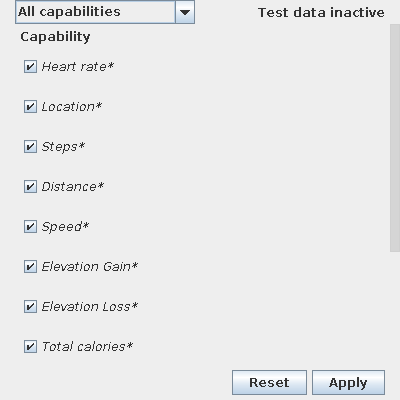 All capabilities
Test data inactive
Capability
Heart rate*
Location*
Steps*
Distance*
Speed*
Elevation Gain*
Elevation Loss*
Total calories*
Reset
Apply